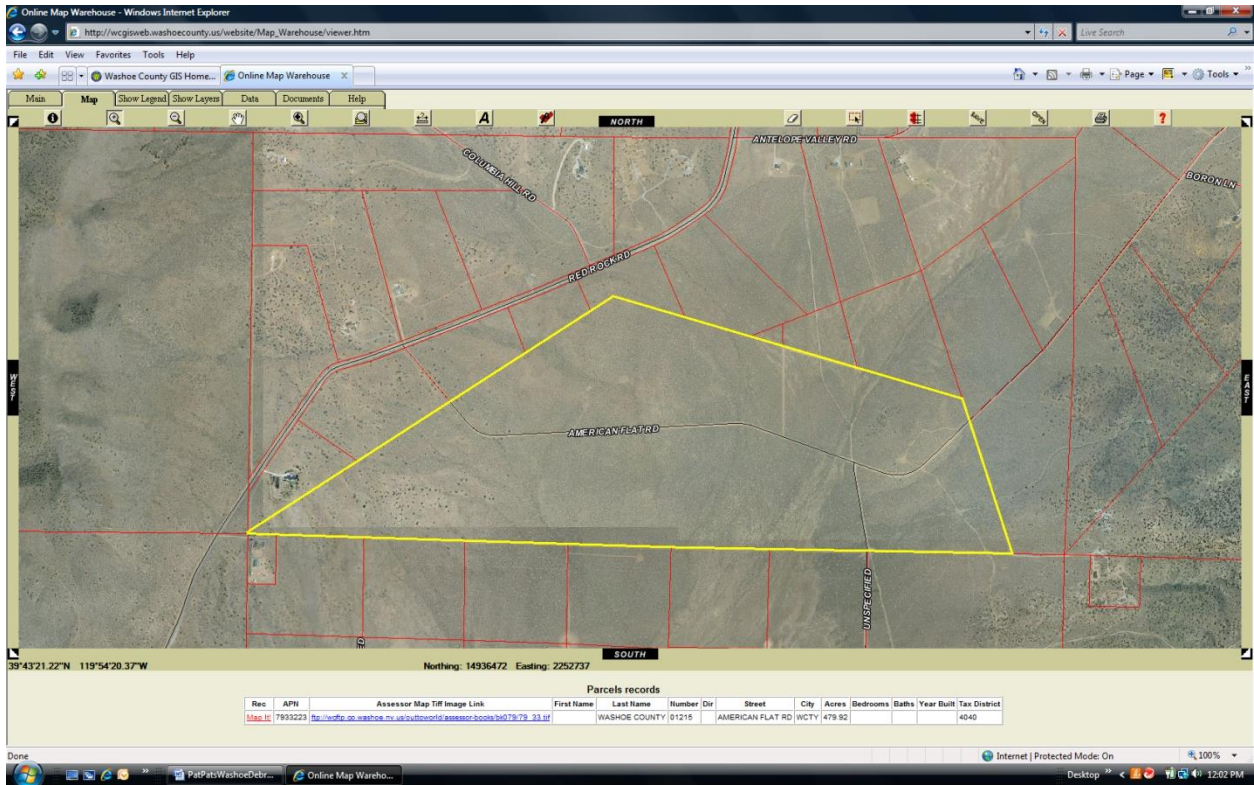 Online Map Warehouse - Windows Internet Explorer
http://wcgisweb.washoecounty.us/website/Map_Warehouse/viewer.htm
Live Search
File Edit View Favorites Tools Help
Washoe County GIS Home... Online Map Warehouse X
Page Tools
Main Map Show Legend Show Layers Data Documents Help
A NORTH SAVE OPEN ?
ANTELOPE VALLEY RD
COLUMBIA HILL RD
BORON LN
RED ROCK RD
WEST
EAST
AMERICAN FLAT RD
UNSPECIFIED
ED
SOUTH
39°43'21.22"N 119°54'20.37"W Northing: 14936472 Easting: 2252737
Parcels records
Rec APN Assessor Map Tiff Image Link First Name Last Name Number Dir Street City Acres Bedrooms Baths Year Built Tax District
Map It! 7933223 ftp://wcftp.co.washoe.nv.us/outtoworld/assessor-books/bk079/79_33.tif WASHOE COUNTY 01215 AMERICAN FLAT RD WCTY 479.92 4040
Done Internet | Protected Mode: On 100%
PatPatsWashoeDebr... Online Map Wareho... Desktop 12:02 PM